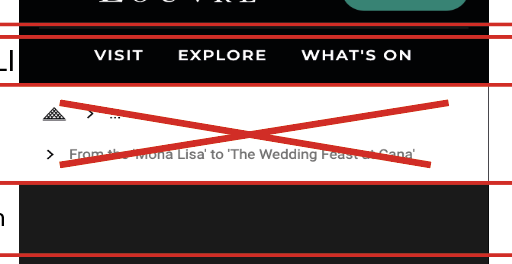 LOUVRE
LI
VISIT EXPLORE WHAT'S ON
> ...
> From the 'Mona Lisa' to 'The Wedding Feast at Cana'
n